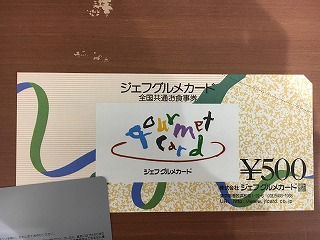 ジェフグルメカード
全国共通お食事券
gourmet
card
ジェフグルメカード
¥500
株式会社 ジェフグルメカード